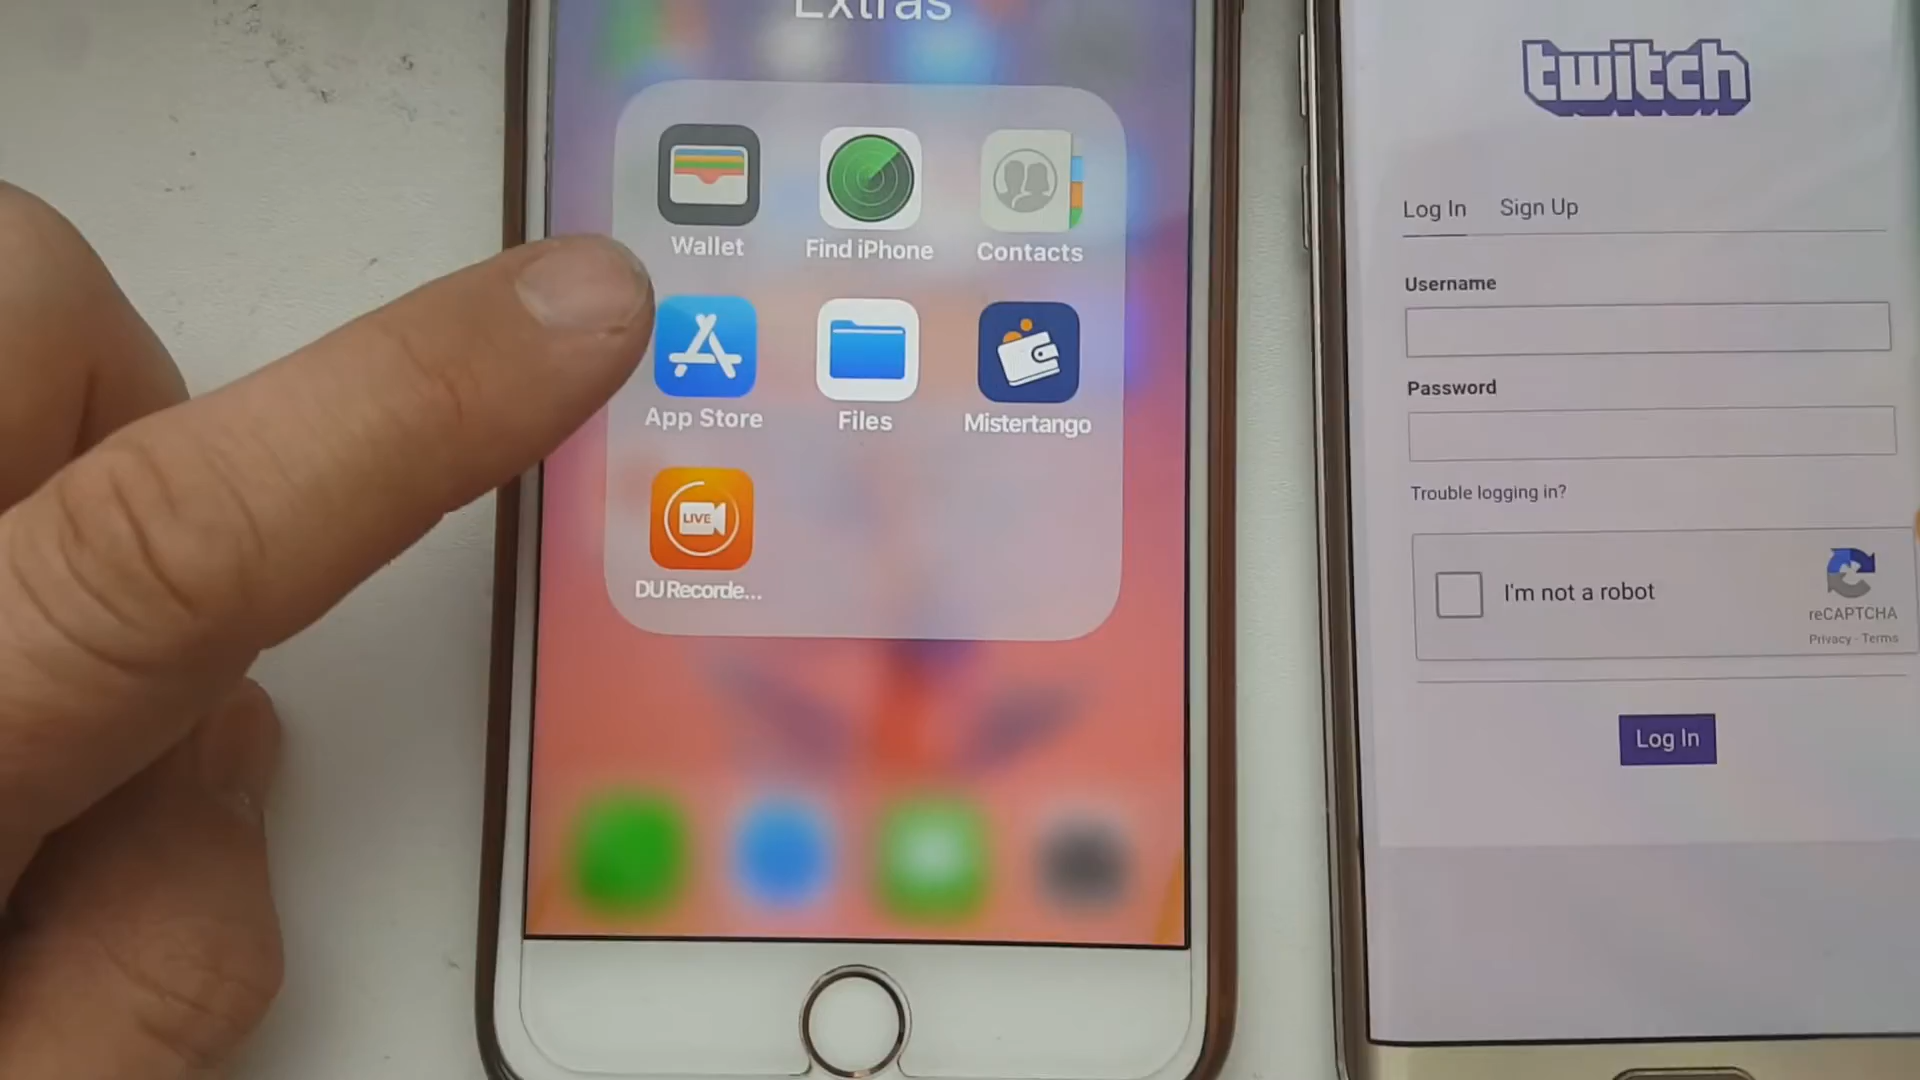 Extras
Wallet
Find iPhone
Contacts
App Store
Files
Mistertango
LIVE
DU Recorde...
twitch
Log In
Sign Up
Username
Password
Trouble logging in?
I'm not a robot
reCAPTCHA
Privacy - Terms
Log In